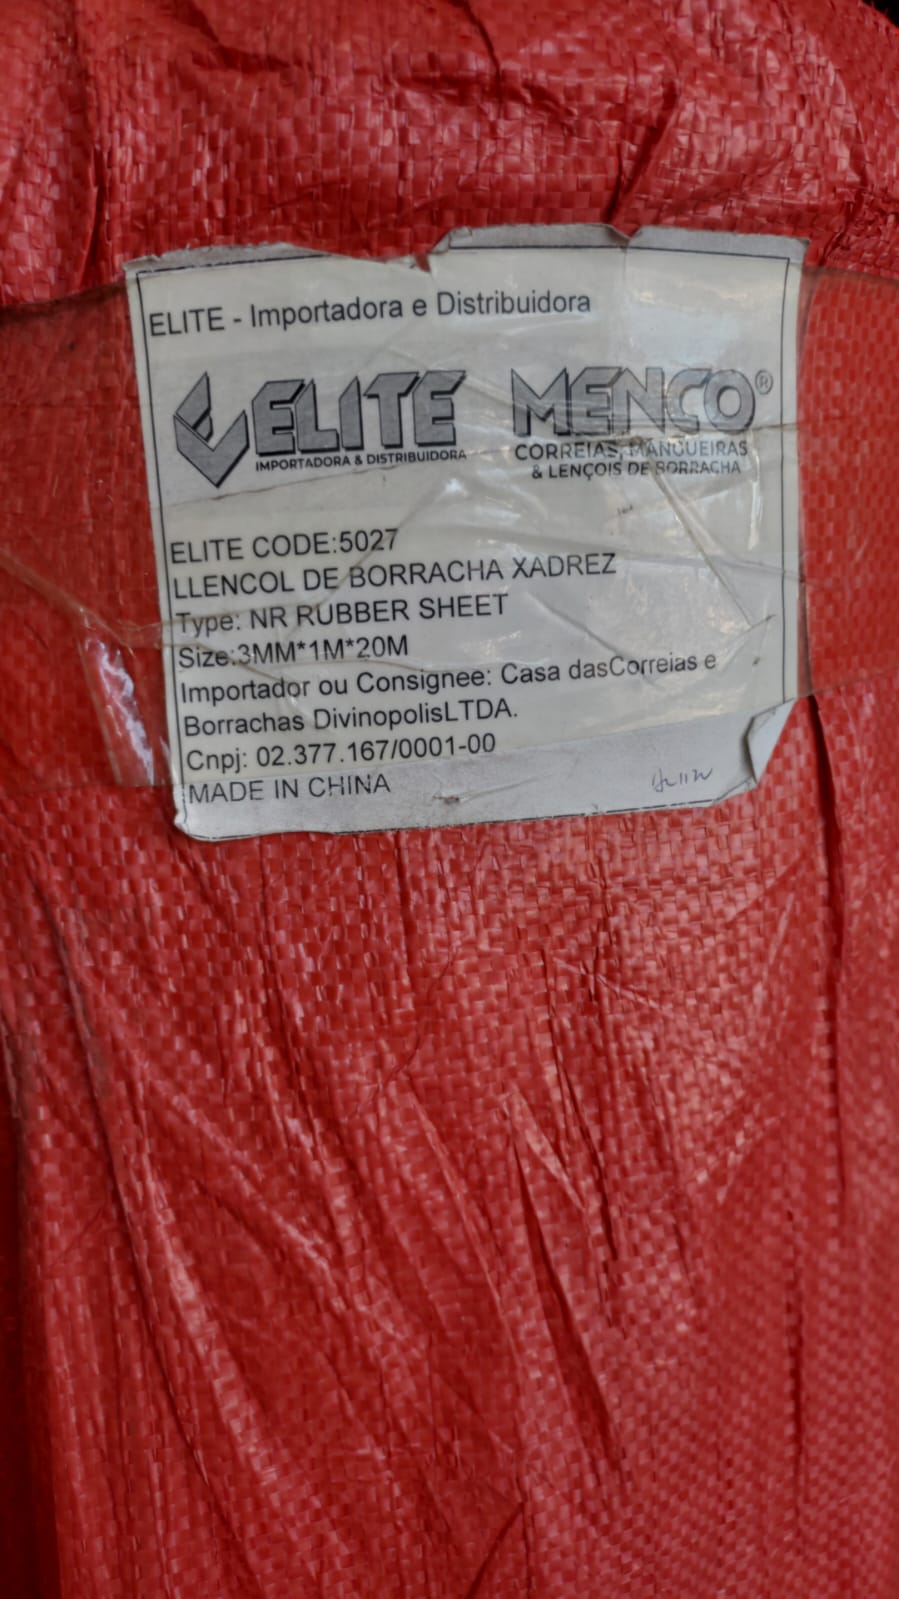 ELITE - Importadora e Distribuidora
ELITE
IMPORTADORA & DISTRIBUIDORA
MENCO®
CORREIAS, MANGUEIRAS
& LENÇOIS DE BORRACHA
ELITE CODE:5027
LLENCOL DE BORRACHA XADREZ
Type: NR RUBBER SHEET
Size:3MM*1M*20M
Importador ou Consignee: Casa dasCorreias e
Borrachas DivinopolisLTDA.
Cnpj: 02.377.167/0001-00
MADE IN CHINA